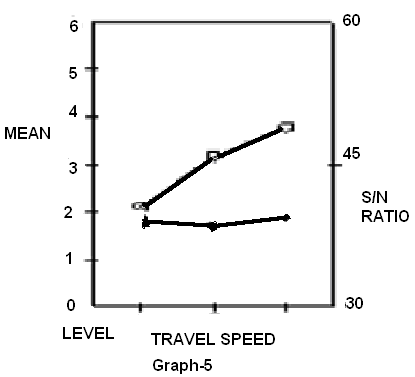 6
5
4
MEAN
3
2
1
0
60
45
S/N
RATIO
30
LEVEL
TRAVEL SPEED
Graph-5